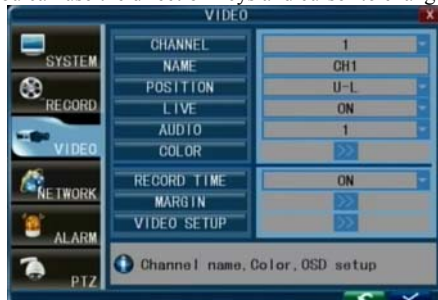 VIDEO X
SYSTEM
RECORD
VIDEO
NETWORK
ALARM
PTZ
CHANNEL 1
NAME CH1
POSITION U-L
LIVE ON
AUDIO 1
COLOR >>
RECORD TIME ON
MARGIN >>
VIDEO SETUP >>
Channel name, Color, OSD setup